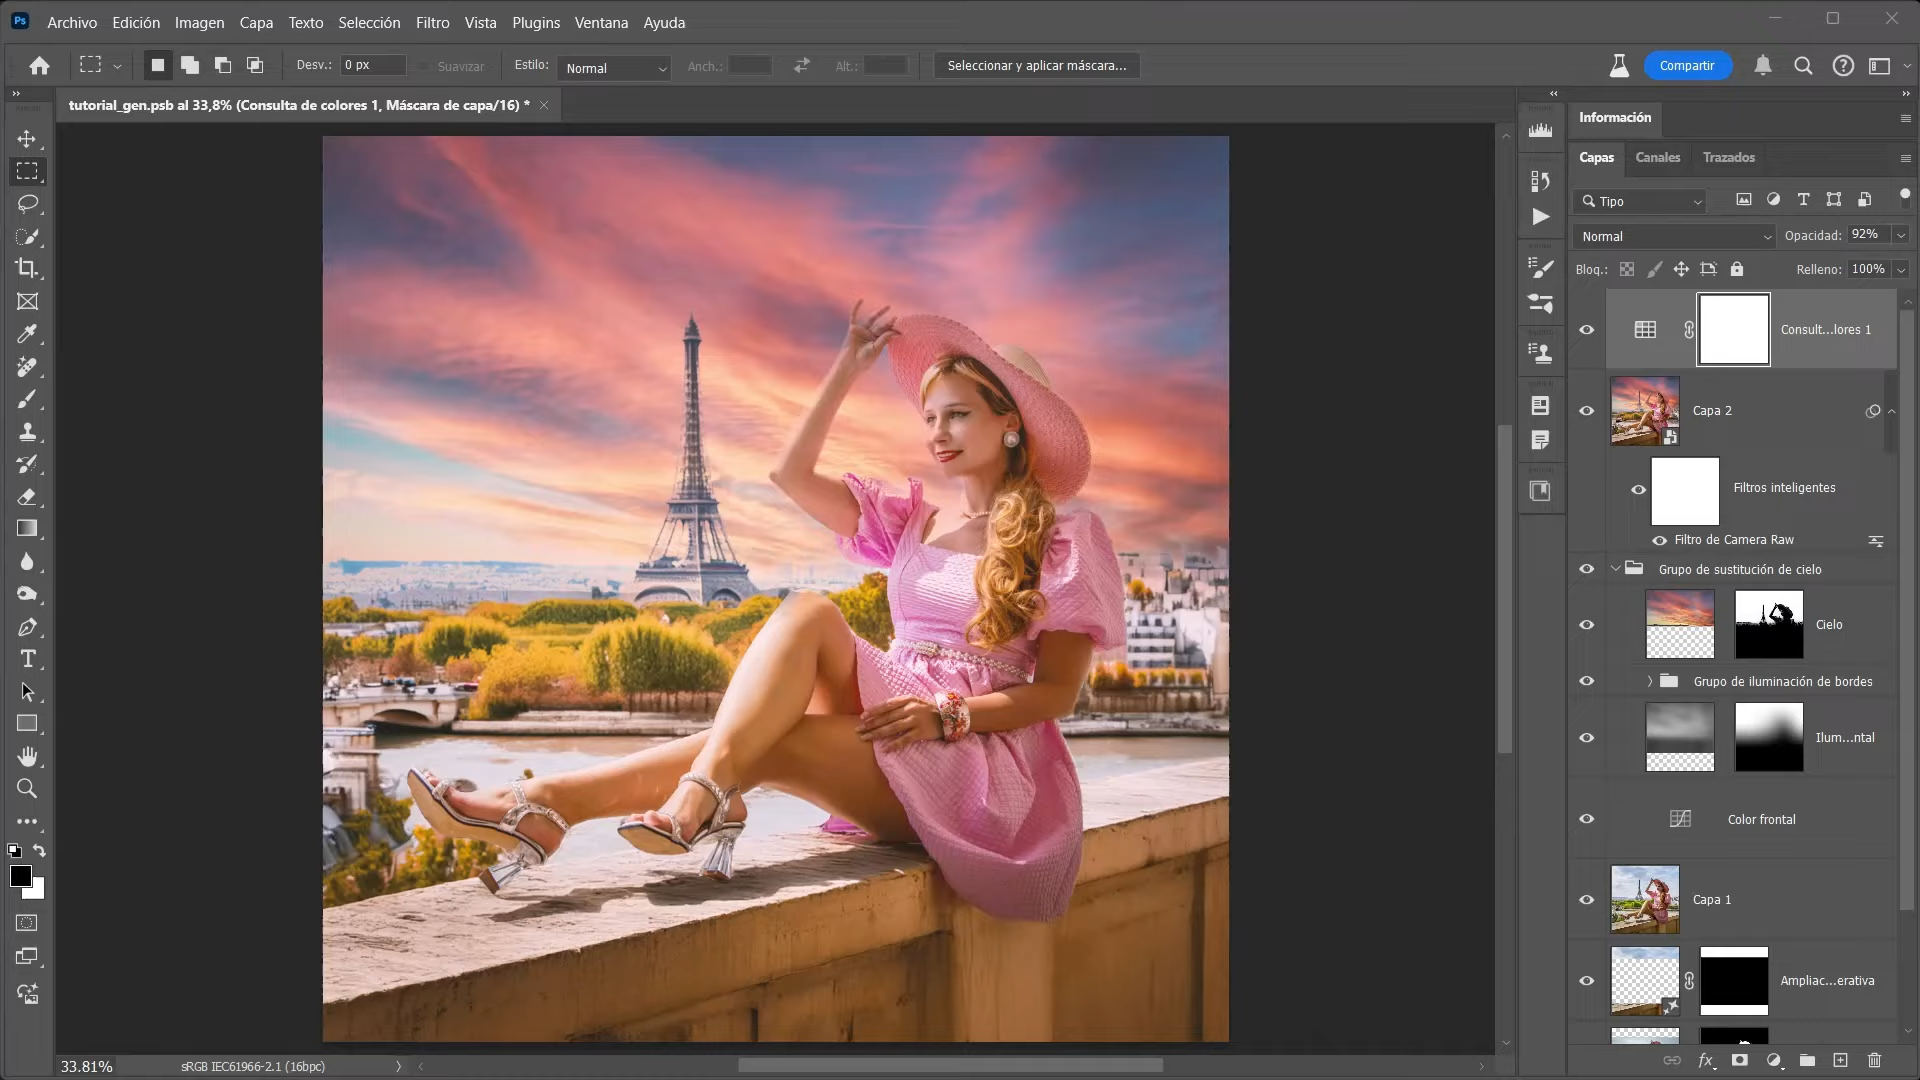 Ps Archivo Edición Imagen Capa Texto Selección Filtro Vista Plugins Ventana Ayuda
Desv.: 0 px Suavizar Estilo: Normal Anch.: Alt.: Seleccionar y aplicar máscara... Compartir
tutorial_gen.psb al 33,8% (Consulta de colores 1, Máscara de capa/16) *
Información
Capas Canales Trazados
Tipo
Normal Opacidad: 92%
Bloq.: Relleno: 100%
Consult...lores 1
Capa 2
Filtros inteligentes
Filtro de Camera Raw
Grupo de sustitución de cielo
Cielo
Grupo de iluminación de bordes
Ilum...ntal
Color frontal
Capa 1
Ampliac...erativa
33.81% sRGB IEC61966-2.1 (16bpc)
fx